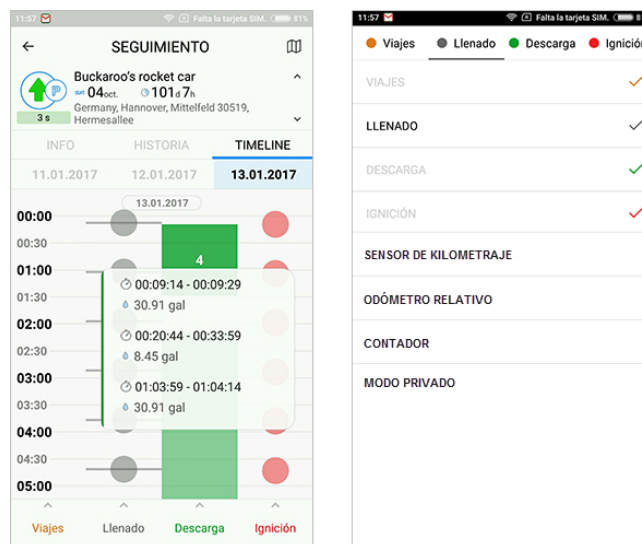 11:57 Falta la tarjeta SIM. 81%
SEGUIMIENTO
Buckaroo's rocket car
04oct. 101d 7h
Germany, Hannover, Mittelfeld 30519,
Hermesallee
P
3 s
INFO HISTORIA TIMELINE
11.01.2017 12.01.2017 13.01.2017
13.01.2017
00:00
00:30
4
01:00
00:09:14 - 00:09:29
01:30
30.91 gal
02:00
00:20:44 - 00:33:59
02:30
8.45 gal
03:00
01:03:59 - 01:04:14
03:30
30.91 gal
04:00
04:30
05:00
Viajes Llenado Descarga Ignición
11:57 Falta la tarjeta SIM. 8
Viajes Llenado Descarga Ignición
VIAJES
LLENADO
DESCARGA
IGNICIÓN
SENSOR DE KILOMETRAJE
ODÓMETRO RELATIVO
CONTADOR
MODO PRIVADO